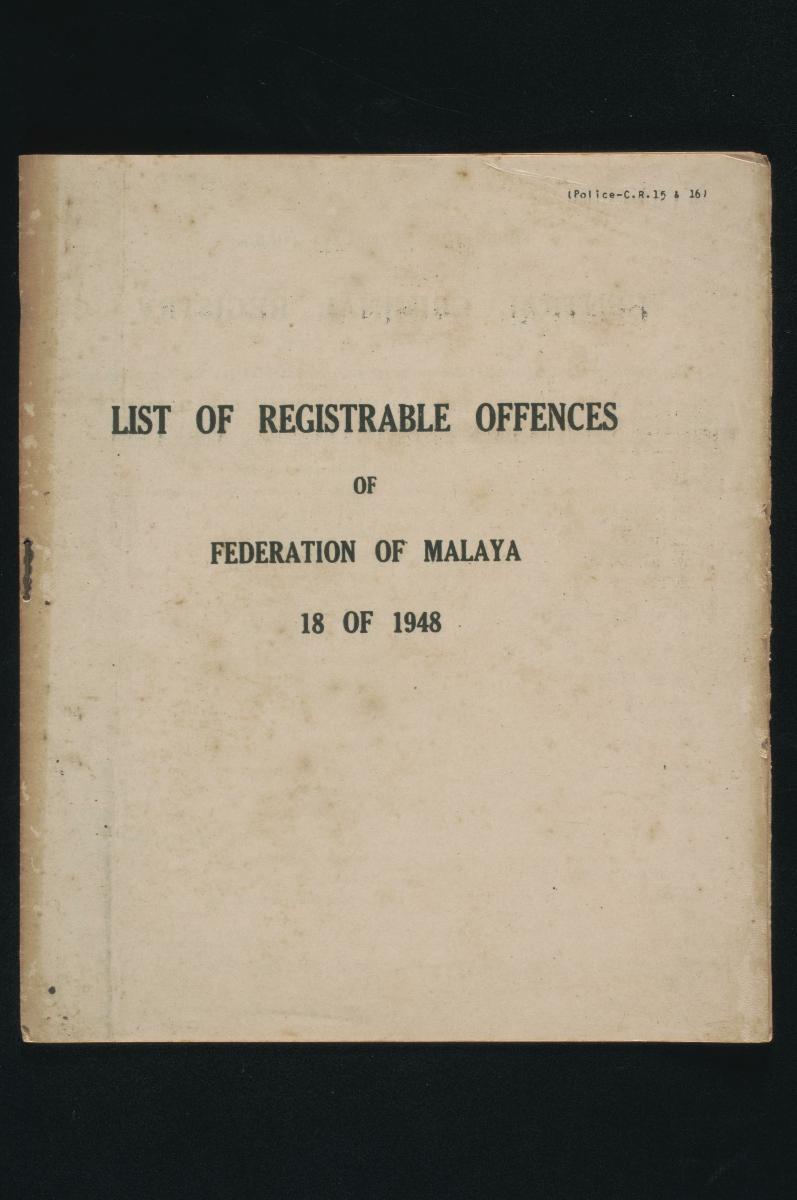 (Police-C.R.15 & 16)
LIST OF REGISTRABLE OFFENCES
OF
FEDERATION OF MALAYA
18 OF 1948